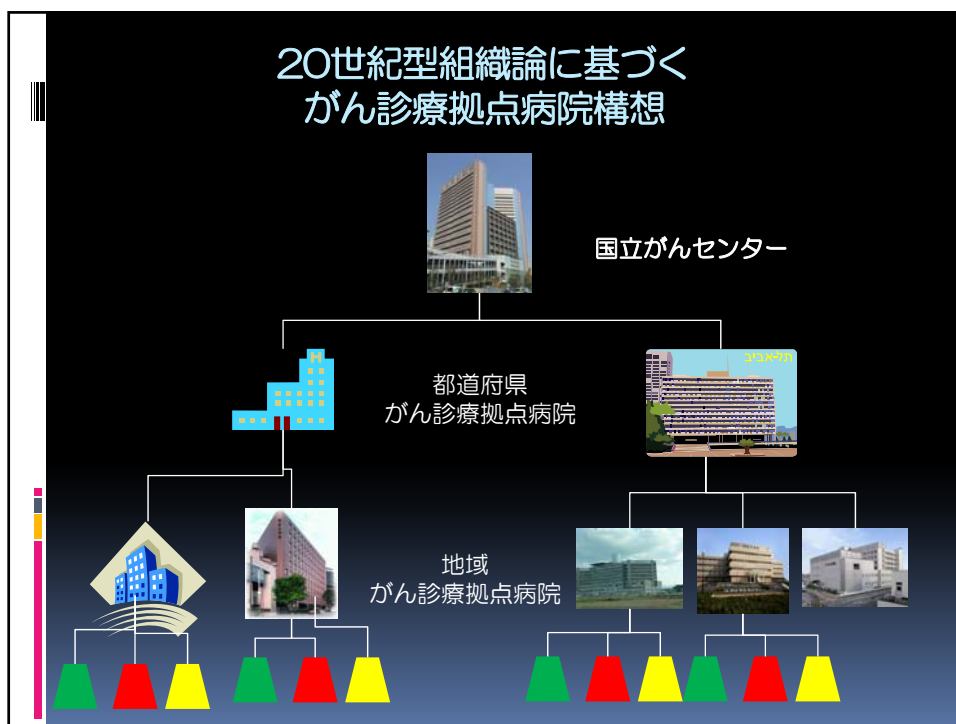 20世紀型組織論に基づく
がん診療拠点病院構想
国立がんセンター
H
תל-אביב
都道府県
がん診療拠点病院
地域
がん診療拠点病院